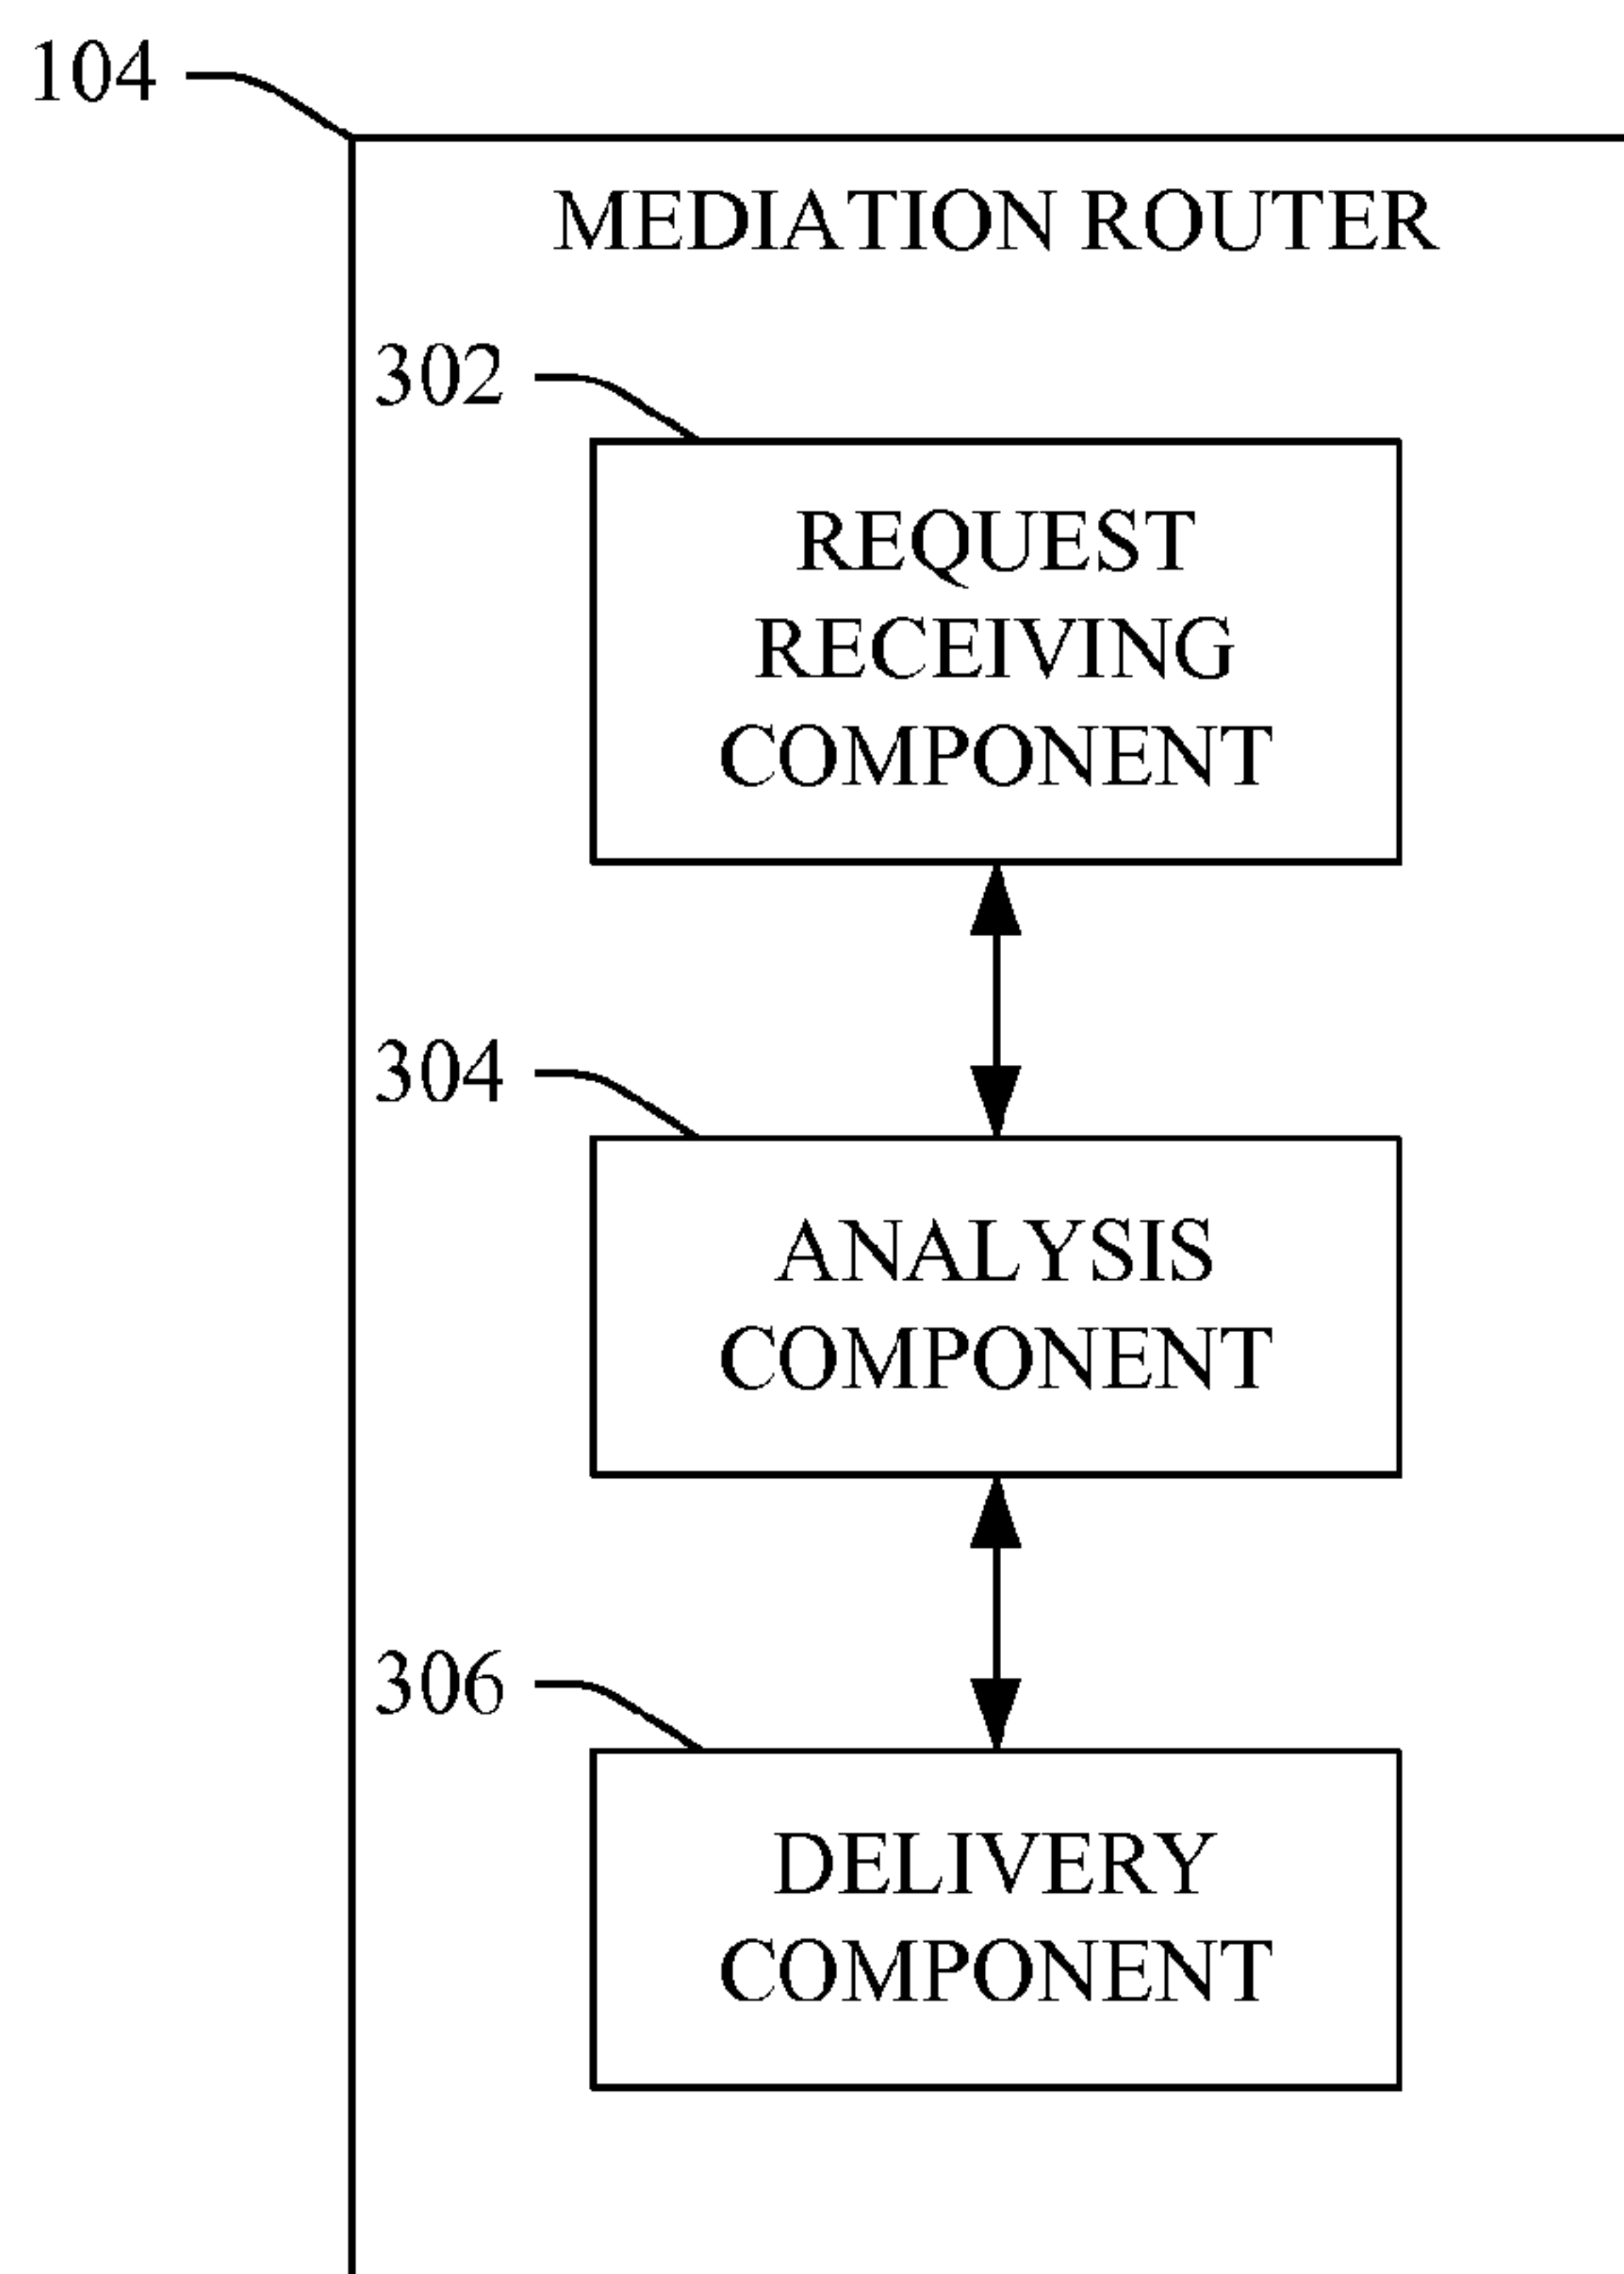 104
MEDIATION ROUTER
302
REQUEST
RECEIVING
COMPONENT
304
ANALYSIS
COMPONENT
306
DELIVERY
COMPONENT